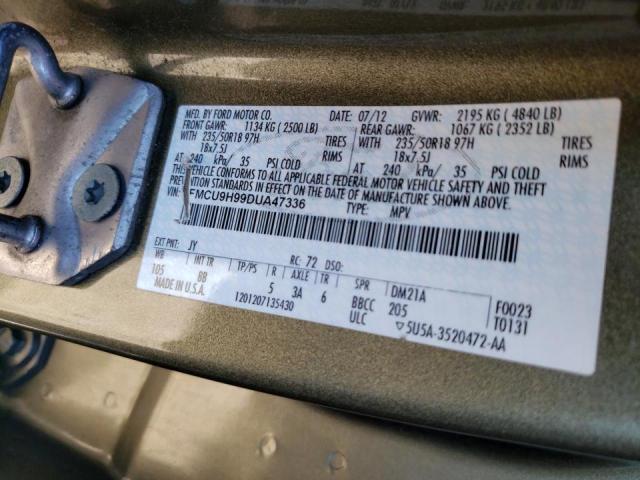 MFD. BY FORD MOTOR CO.
DATE: 07/12 GVWR: 2195 KG ( 4840 LB)
FRONT GAWR: 1134 KG ( 2500 LB) REAR GAWR: 1067 KG ( 2352 LB)
WITH 235/50R18 97H TIRES WITH 235/50R18 97H TIRES
18x7.5J RIMS 18x7.5J RIMS
AT 240 kPa/ 35 PSI COLD AT 240 kPa/ 35 PSI COLD
THIS VEHICLE CONFORMS TO ALL APPLICABLE FEDERAL MOTOR VEHICLE SAFETY AND THEFT
PREVENTION STANDARDS IN EFFECT ON THE DATE OF MANUFACTURE SHOWN ABOVE.
VIN: FMCU9H99DUA47336 TYPE: MPV
EXT PNT: JY RC: 72 DSO:
WB BB TP/PS R AXLE TR SPR DM21A F0023
105 5 3A 6 BBCC 205 T0131
MADE IN U.S.A. 1201207135430 ULC 5U5A-3520472-AA